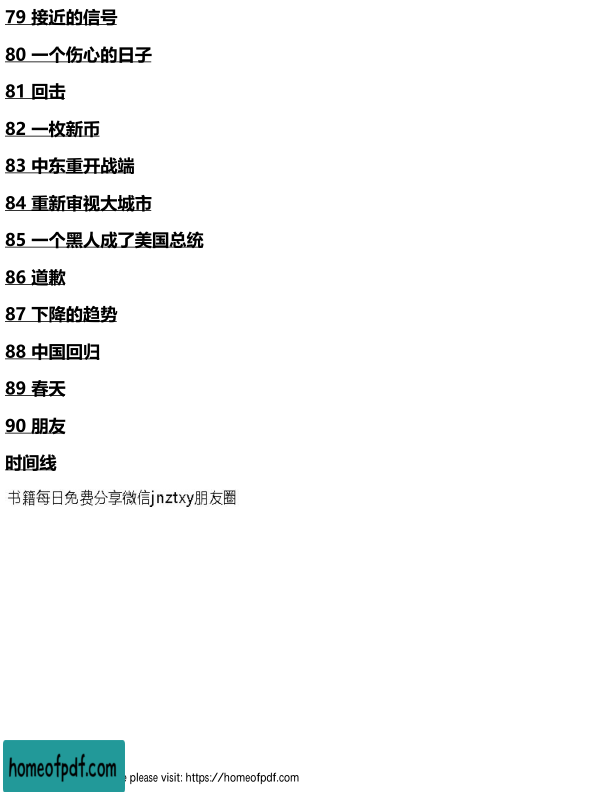 79 接近的信号
80 一个伤心的日子
81 回击
82 一枚新币
83 中东重开战端
84 重新审视大城市
85 一个黑人成了美国总统
86 道歉
87 下降的趋势
88 中国回归
89 春天
90 朋友
时间线
书籍每日免费分享微信jnztxy朋友圈
homeofpdf.com please visit: https://homeofpdf.com